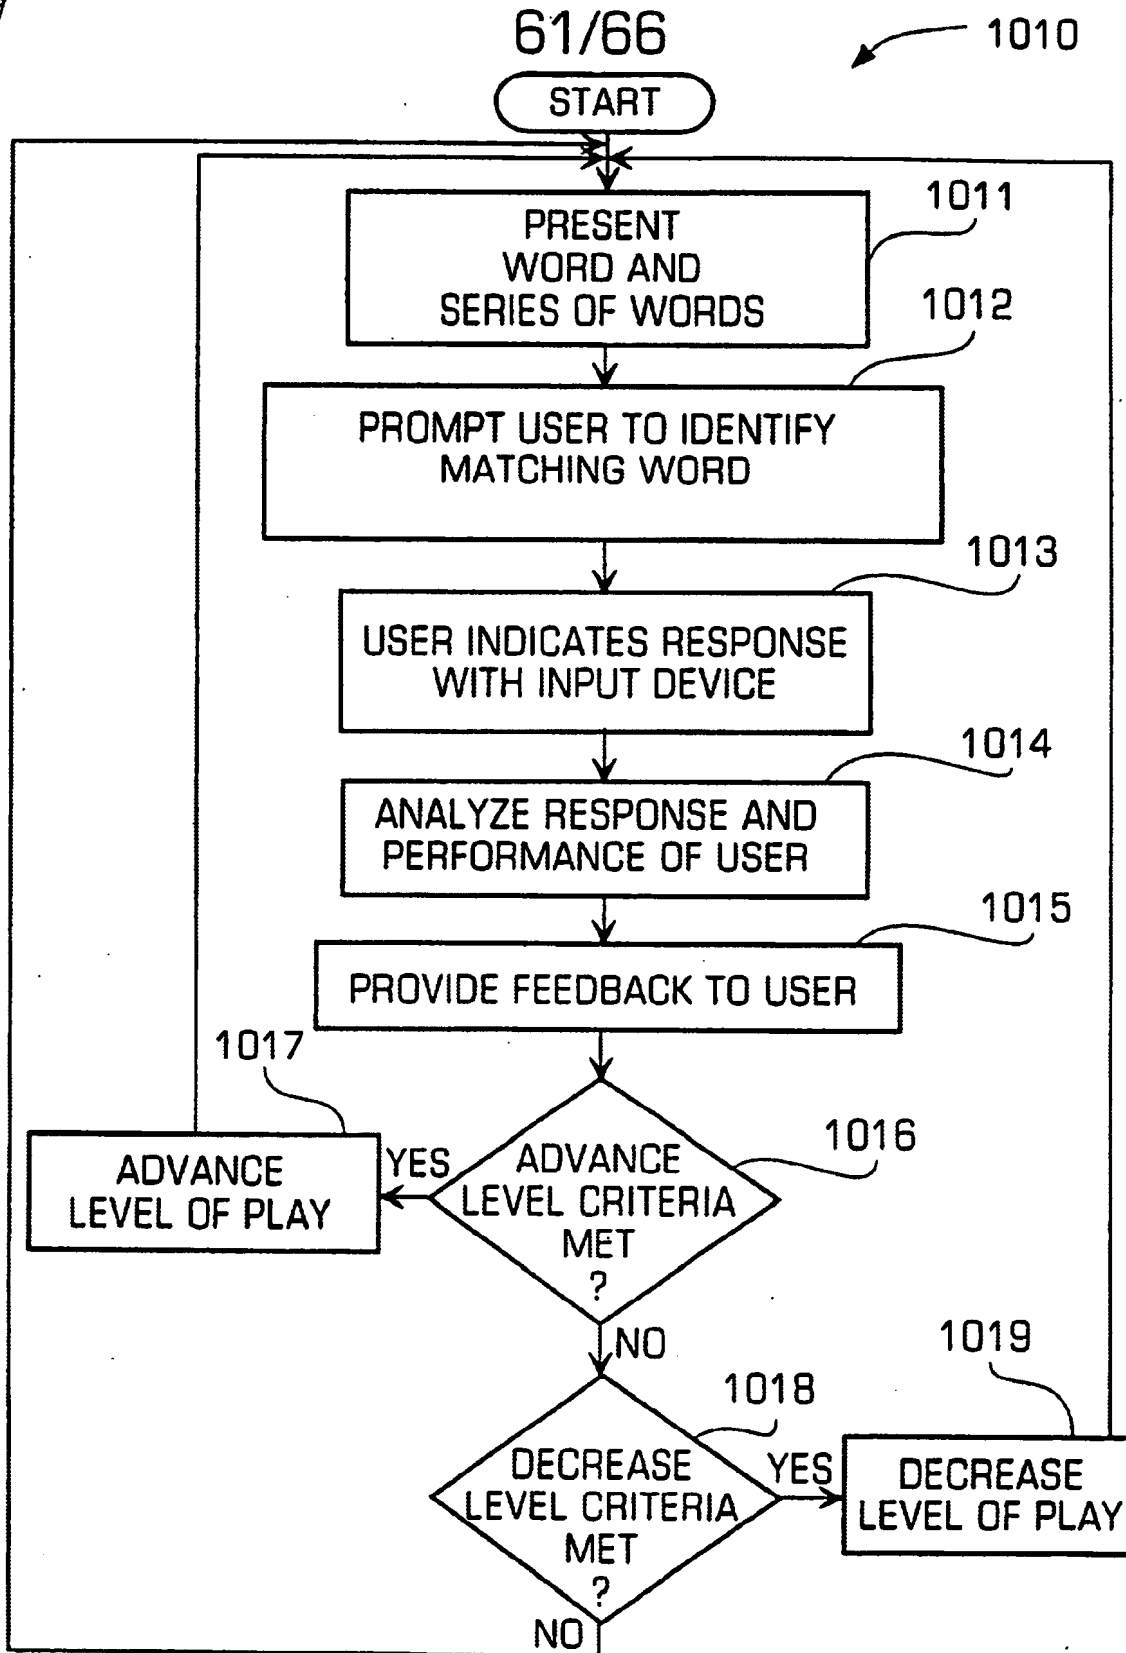 61/66
1010
START
1011
PRESENT
WORD AND
SERIES OF WORDS
1012
PROMPT USER TO IDENTIFY
MATCHING WORD
1013
USER INDICATES RESPONSE
WITH INPUT DEVICE
1014
ANALYZE RESPONSE AND
PERFORMANCE OF USER
1015
PROVIDE FEEDBACK TO USER
1017
ADVANCE
LEVEL OF PLAY
YES
1016
ADVANCE
LEVEL CRITERIA
MET
?
NO
1018
DECREASE
LEVEL CRITERIA
MET
?
YES
1019
DECREASE
LEVEL OF PLAY
NO